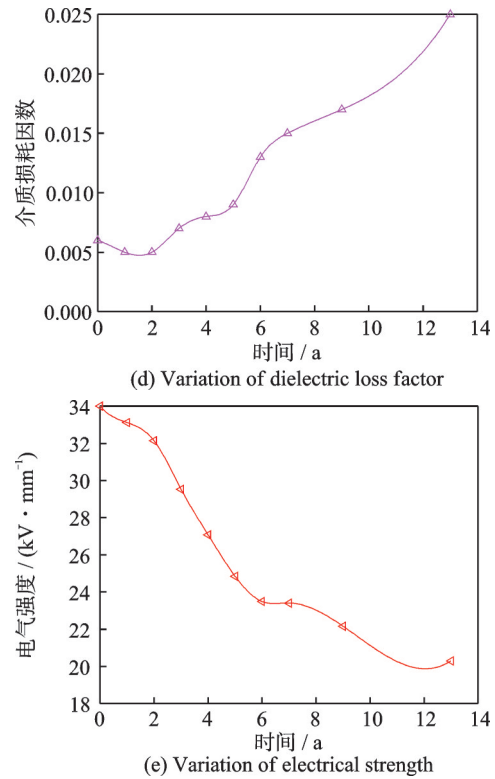 0.025
0.020
0.015
0.010
0.005
0.000
介质损耗因数
0 2 4 6 8 10 12 14
时间 / a
(d) Variation of dielectric loss factor
34
32
30
28
26
24
22
20
18
电气强度 / (kV·mm⁻¹)
0 2 4 6 8 10 12 14
时间 / a
(e) Variation of electrical strength